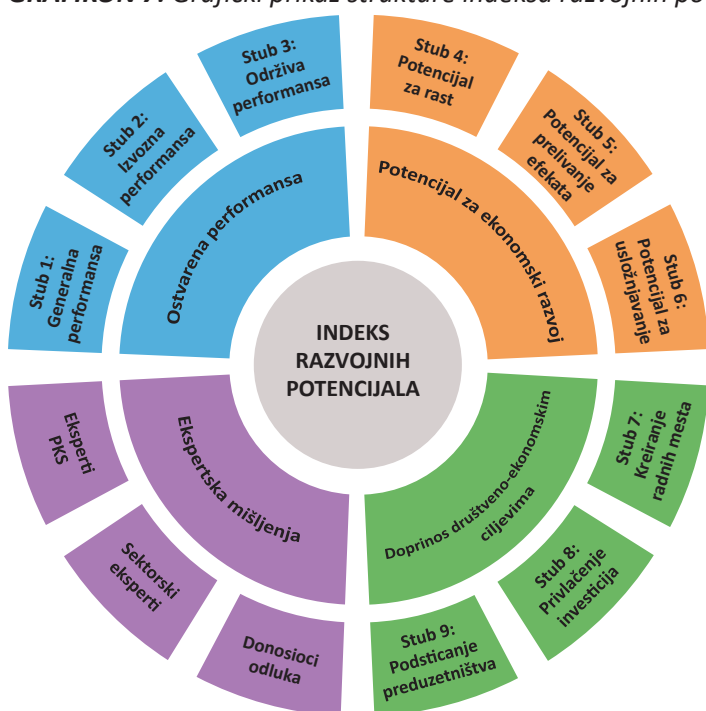 GRAFIKON 7: Grafički prikaz strukture Indeksa razvojnih po
Stub 1:
Generalna
performansa
Stub 2:
Izvozna
performansa
Stub 3:
Održiva
performansa
Ostvarena performansa
Stub 4:
Potencijal
za rast
Stub 5:
Potencijal za
prelivanje
efekata
Stub 6:
Potencijal za
usložnjavanje
Potencijal za ekonomski razvoj
INDEKS
RAZVOJNIH
POTENCIJALA
Stub 7:
Kreiranje
radnih mesta
Stub 8:
Privlačenje
investicija
Stub 9:
Podsticanje
preduzetništva
Doprinos društveno-ekonomskim
ciljevima
Ekspertska mišljenja
Eksperti
PKS
Sektorski
eksperti
Donosioci
odluka